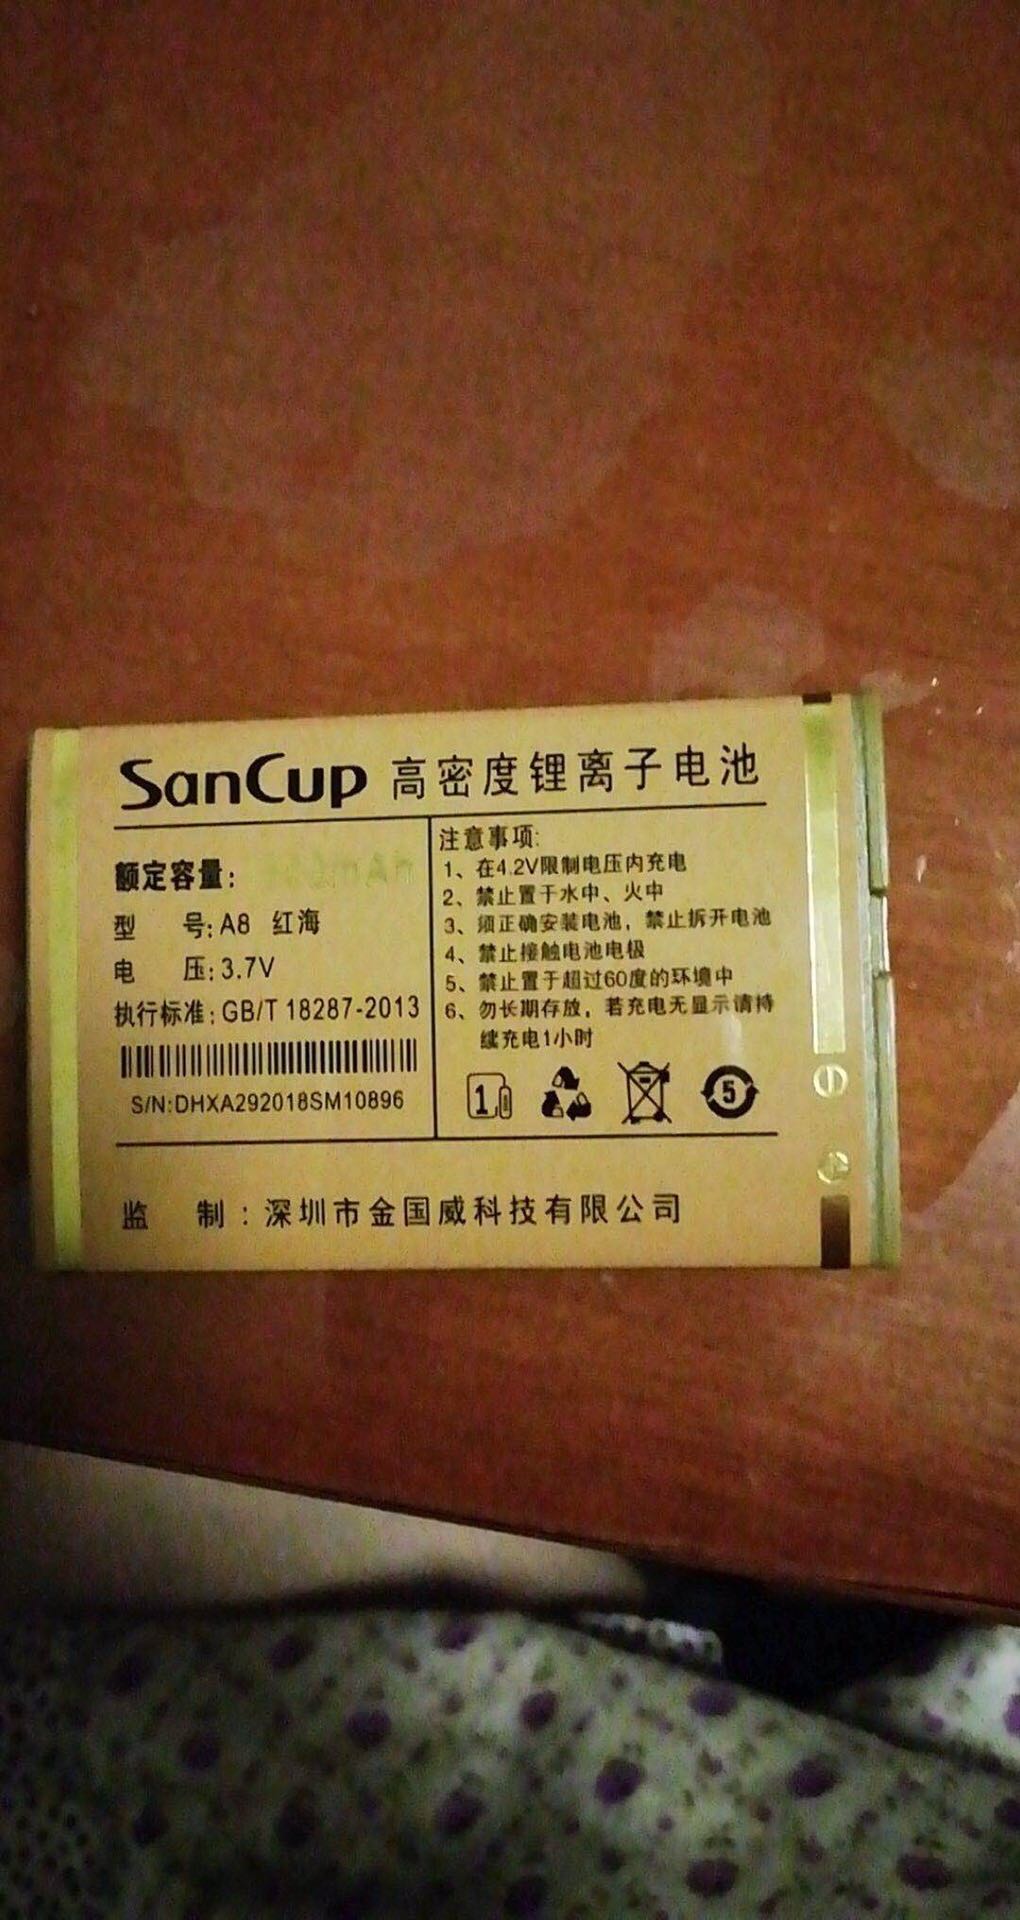 SanCup 高密度锂离子电池
额定容量: mAh
型 号: A8 红海
电 压: 3.7V
执行标准: GB/T 18287-2013
S/N:DHXA292018SM10896
注意事项:
1、在4.2V限制电压内充电
2、禁止置于水中、火中
3、须正确安装电池，禁止拆开电池
4、禁止接触电池电极
5、禁止置于超过60度的环境中
6、勿长期存放，若充电无显示请持
续充电1小时
1
5
监 制: 深圳市金国威科技有限公司